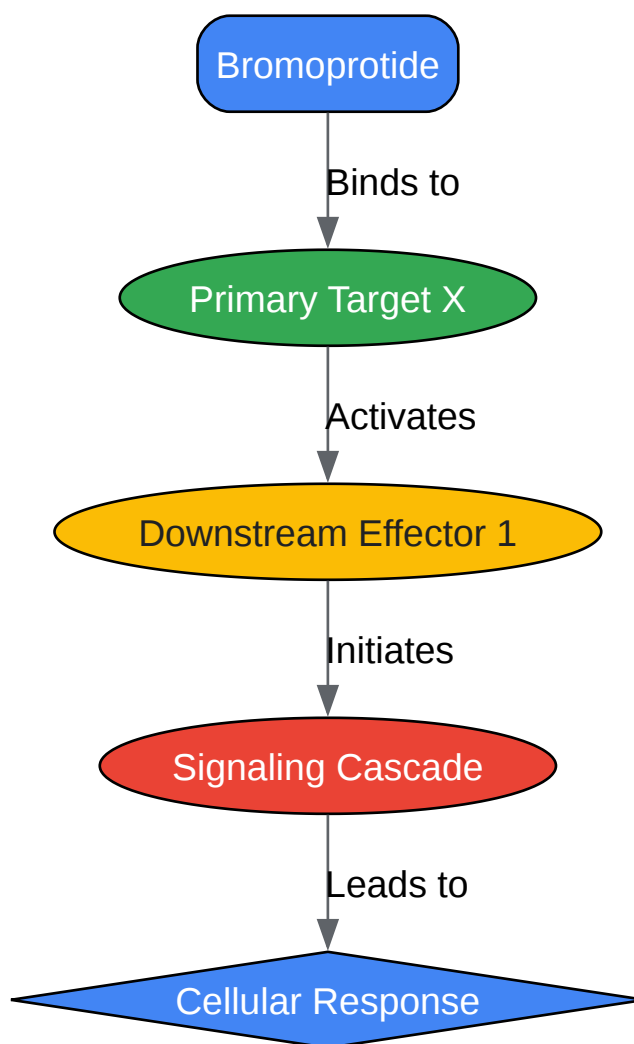 Bromoprotide
Binds to
Primary Target X
Activates
Downstream Effector 1
Initiates
Signaling Cascade
Leads to
Cellular Response